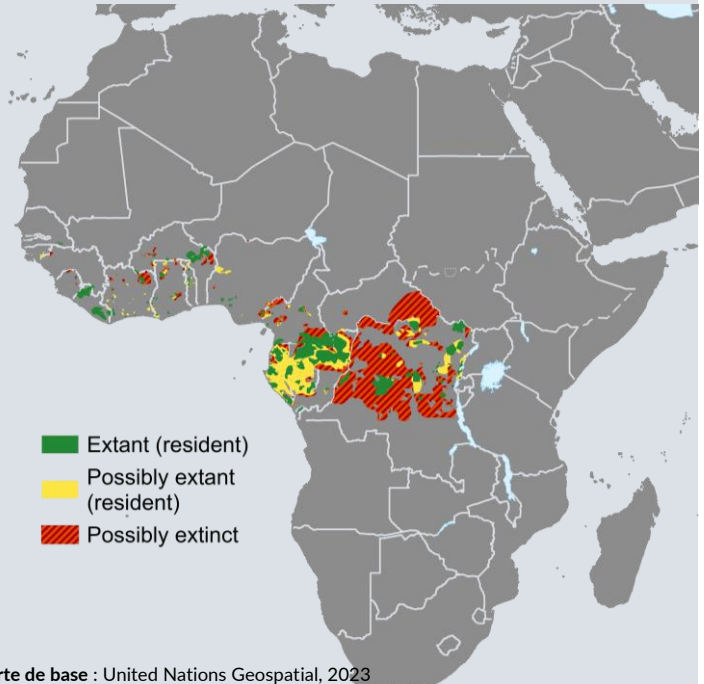 Extant (resident)
Possibly extant
(resident)
Possibly extinct
rte de base : United Nations Geospatial, 2023